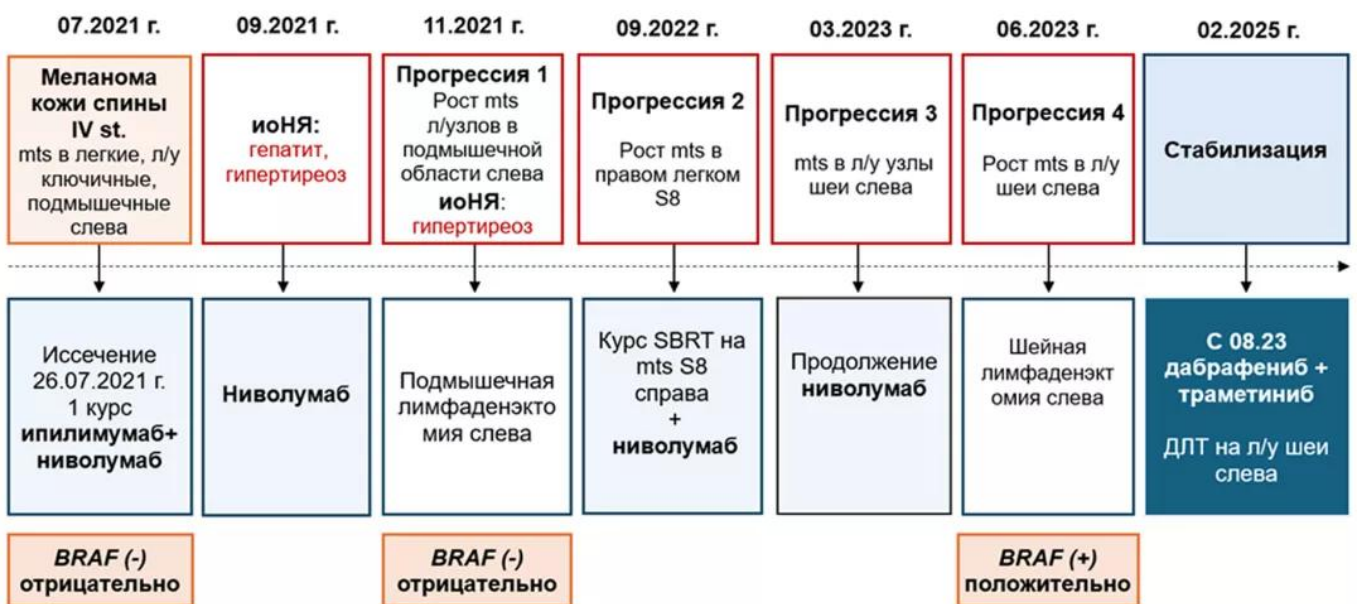 07.2021 г.
09.2021 г.
11.2021 г.
09.2022 г.
03.2023 г.
06.2023 г.
02.2025 г.
Меланома
кожи спины
IV st.
mts в легкие, л/у
ключичные,
подмышечные
слева
иоНЯ:
гепатит,
гипертиреоз
Прогрессия 1
Рост mts
л/узлов в
подмышечной
области слева
иоНЯ:
гипертиреоз
Прогрессия 2
Рост mts в
правом легком
S8
Прогрессия 3
mts в л/у узлы
шеи слева
Прогрессия 4
Рост mts в л/у
шеи слева
Стабилизация
Иссечение
26.07.2021 г.
1 курс
ипилимумаб+
ниволумаб
Ниволумаб
Подмышечная
лимфаденэкто
мия слева
Курс SBRT на
mts S8
справа
+
ниволумаб
Продолжение
ниволумаб
Шейная
лимфаденэкт
омия слева
С 08.23
дабрафениб +
траметиниб
ДЛТ на л/у шеи
слева
BRAF (-)
отрицательно
BRAF (-)
отрицательно
BRAF (+)
положительно